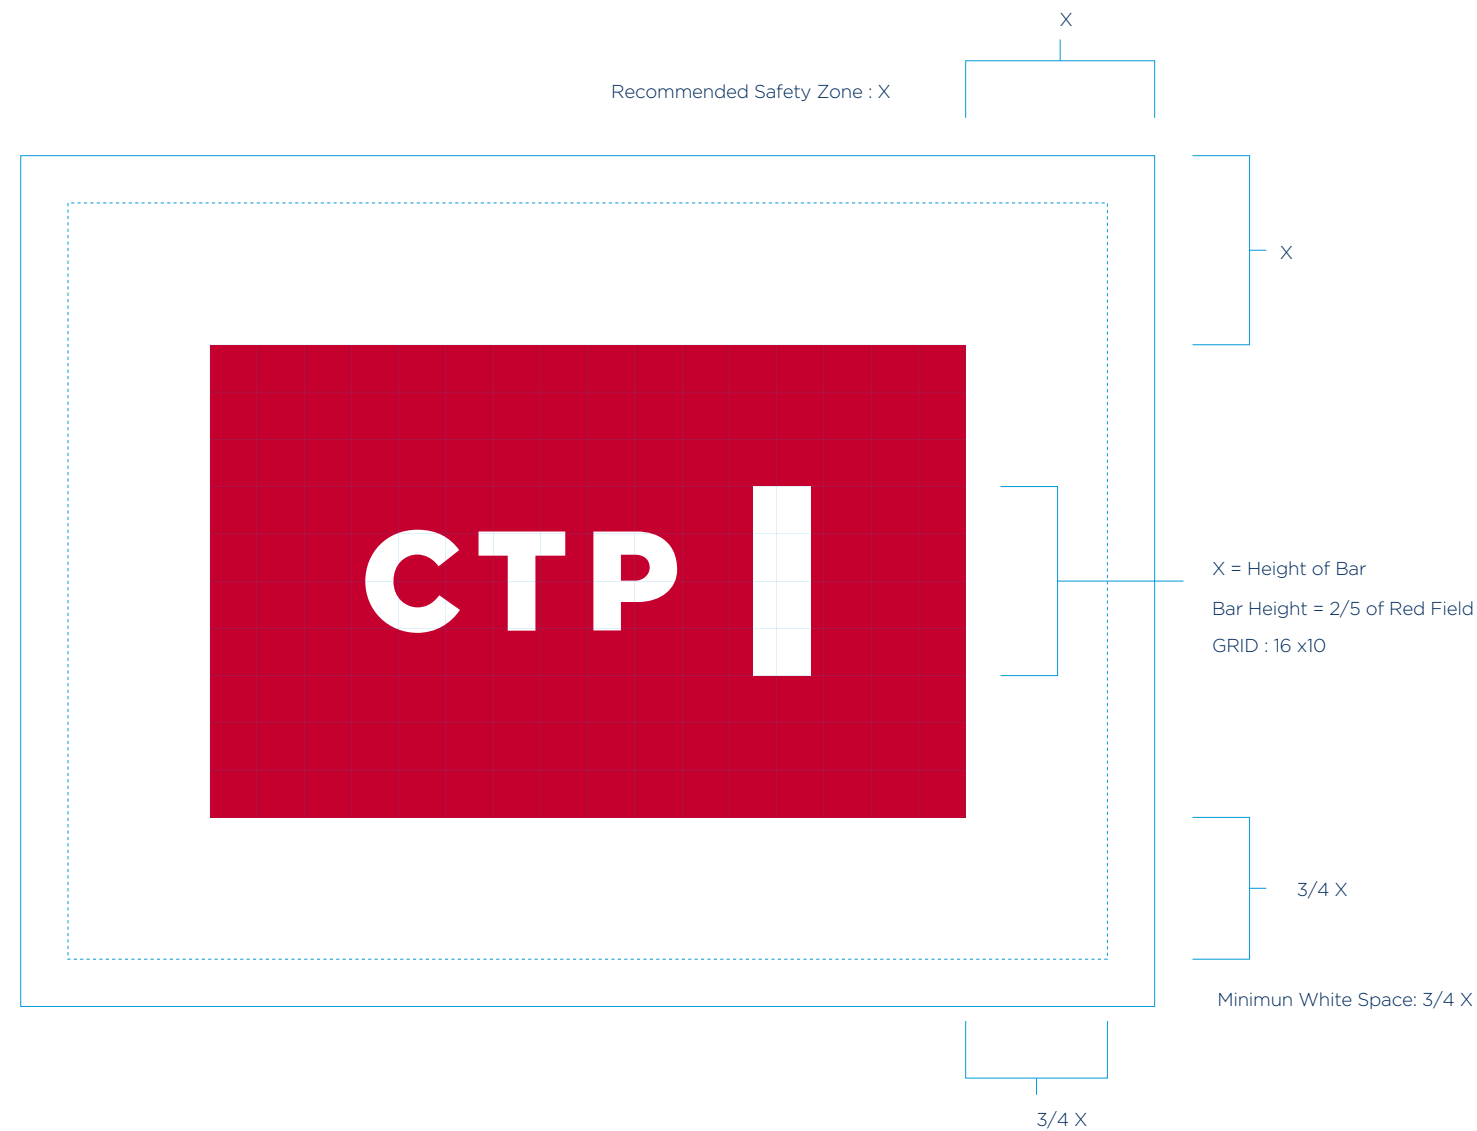 X
Recommended Safety Zone : X
X
CTP
X = Height of Bar
Bar Height = 2/5 of Red Field
GRID : 16 x10
3/4 X
Minimun White Space: 3/4 X
3/4 X